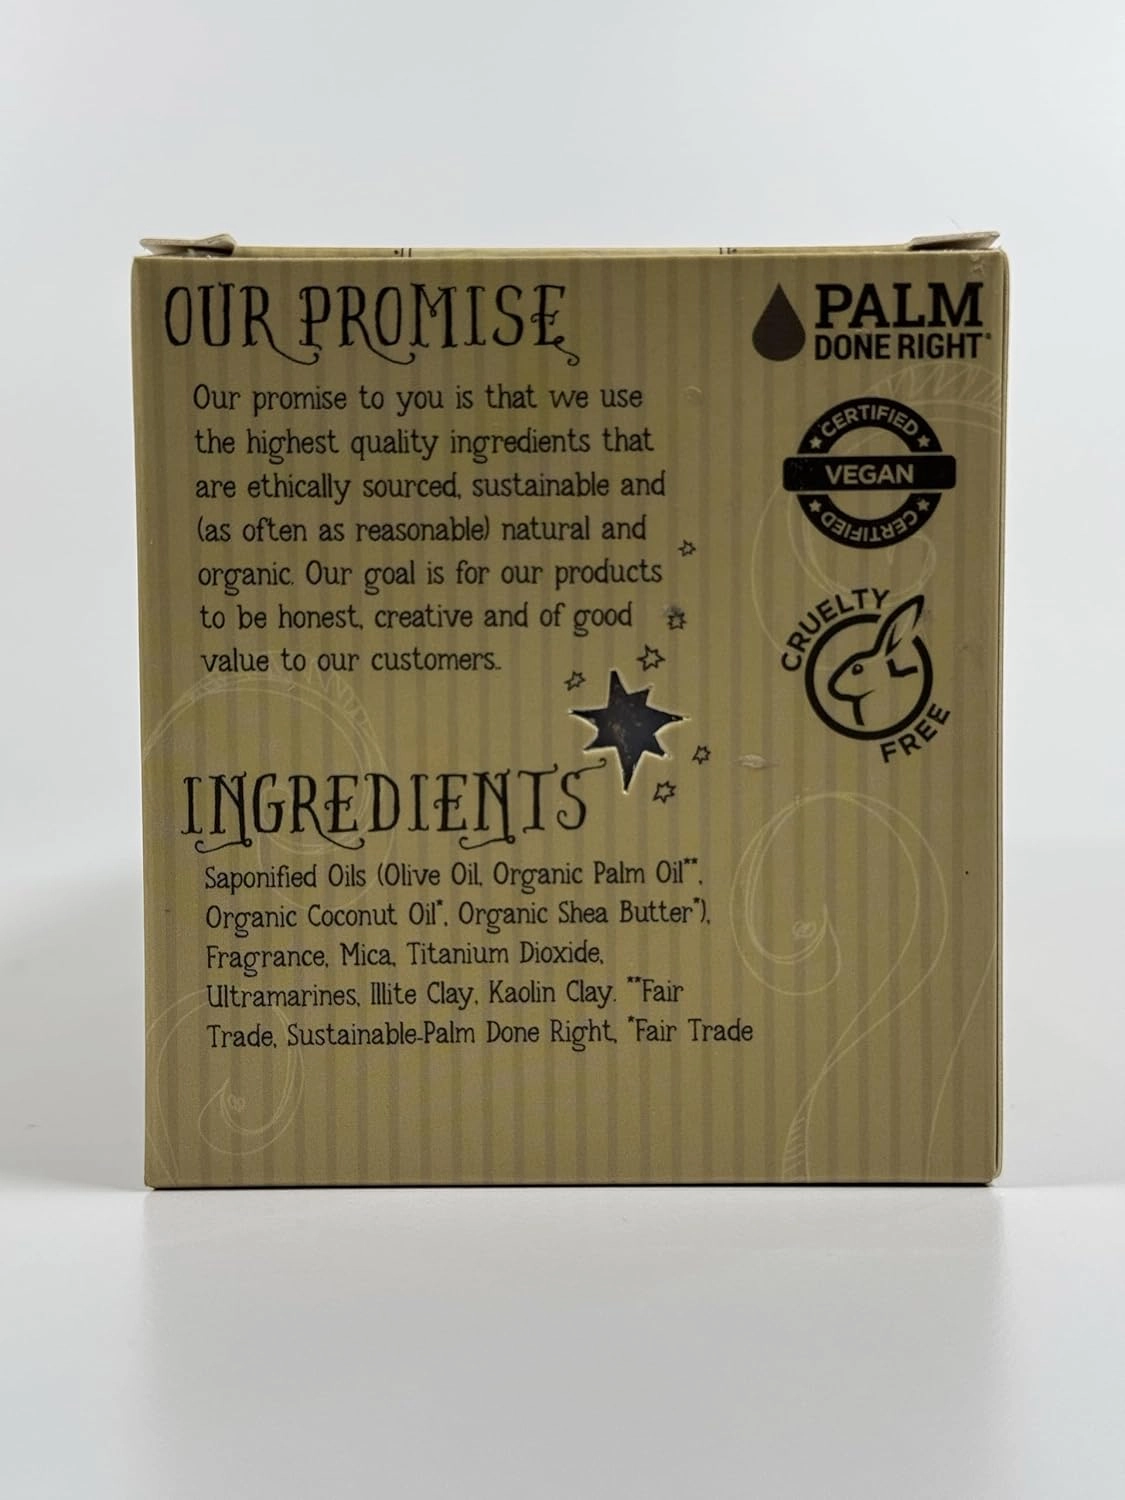 OUR PROMISE
Our promise to you is that we use
the highest quality ingredients that
are ethically sourced, sustainable and
(as often as reasonable) natural and
organic. Our goal is for our products
to be honest, creative and of good
value to our customers..
PALM
DONE RIGHT®
CERTIFIED
VEGAN
CERTIFIED
CRUELTY
FREE
INGREDIENTS
Saponified Oils (Olive Oil, Organic Palm Oil**,
Organic Coconut Oil*, Organic Shea Butter*),
Fragrance, Mica, Titanium Dioxide,
Ultramarines, Illite Clay, Kaolin Clay. **Fair
Trade, Sustainable-Palm Done Right, *Fair Trade